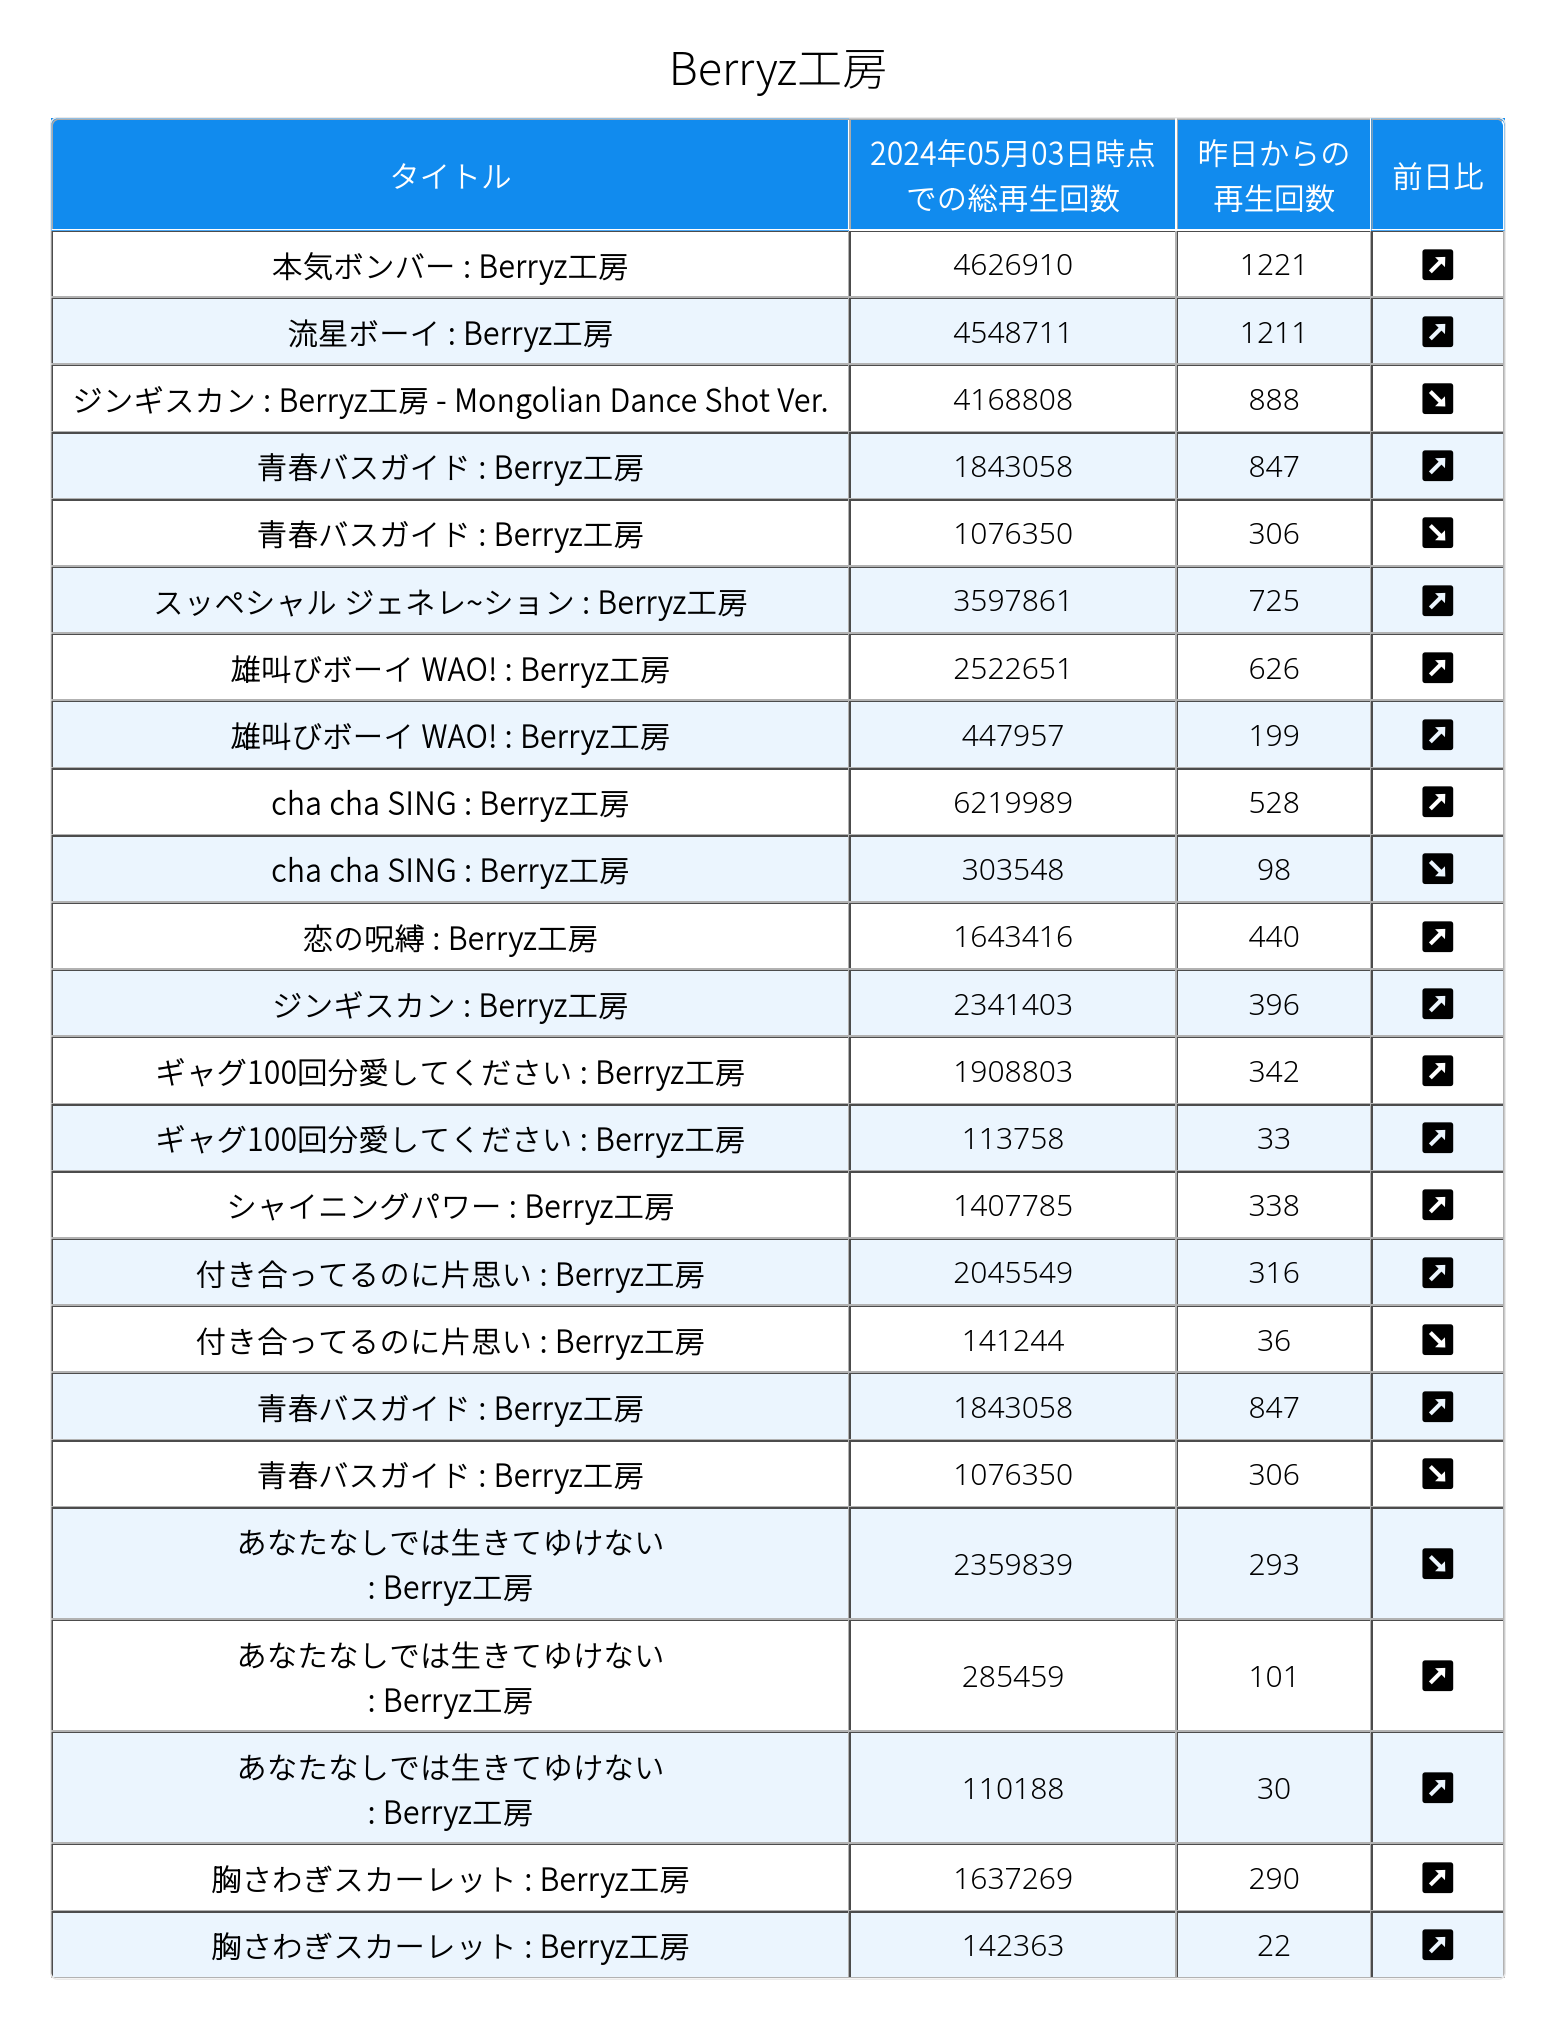 Berryz工房
タイトル 2024年05月03日時点 昨日からの 前日比
での総再生回数 再生回数
本気ボンバー : Berryz工房 4626910 1221
流星ボーイ : Berryz工房 4548711 1211
ジンギスカン : Berryz工房 - Mongolian Dance Shot Ver. 4168808 888
青春バスガイド : Berryz工房 1843058 847
青春バスガイド : Berryz工房 1076350 306
スッペシャル ジェネレ~ション : Berryz工房 3597861 725
雄叫びボーイ WAO! : Berryz工房 2522651 626
雄叫びボーイ WAO! : Berryz工房 447957 199
cha cha SING : Berryz工房 6219989 528
cha cha SING : Berryz工房 303548 98
恋の呪縛 : Berryz工房 1643416 440
ジンギスカン : Berryz工房 2341403 396
ギャグ100回分愛してください : Berryz工房 1908803 342
ギャグ100回分愛してください : Berryz工房 113758 33
シャイニングパワー : Berryz工房 1407785 338
付き合ってるのに片思い : Berryz工房 2045549 316
付き合ってるのに片思い : Berryz工房 141244 36
青春バスガイド : Berryz工房 1843058 847
青春バスガイド : Berryz工房 1076350 306
あなたなしでは生きてゆけない
: Berryz工房 2359839 293
あなたなしでは生きてゆけない
: Berryz工房 285459 101
あなたなしでは生きてゆけない
: Berryz工房 110188 30
胸さわぎスカーレット : Berryz工房 1637269 290
胸さわぎスカーレット : Berryz工房 142363 22